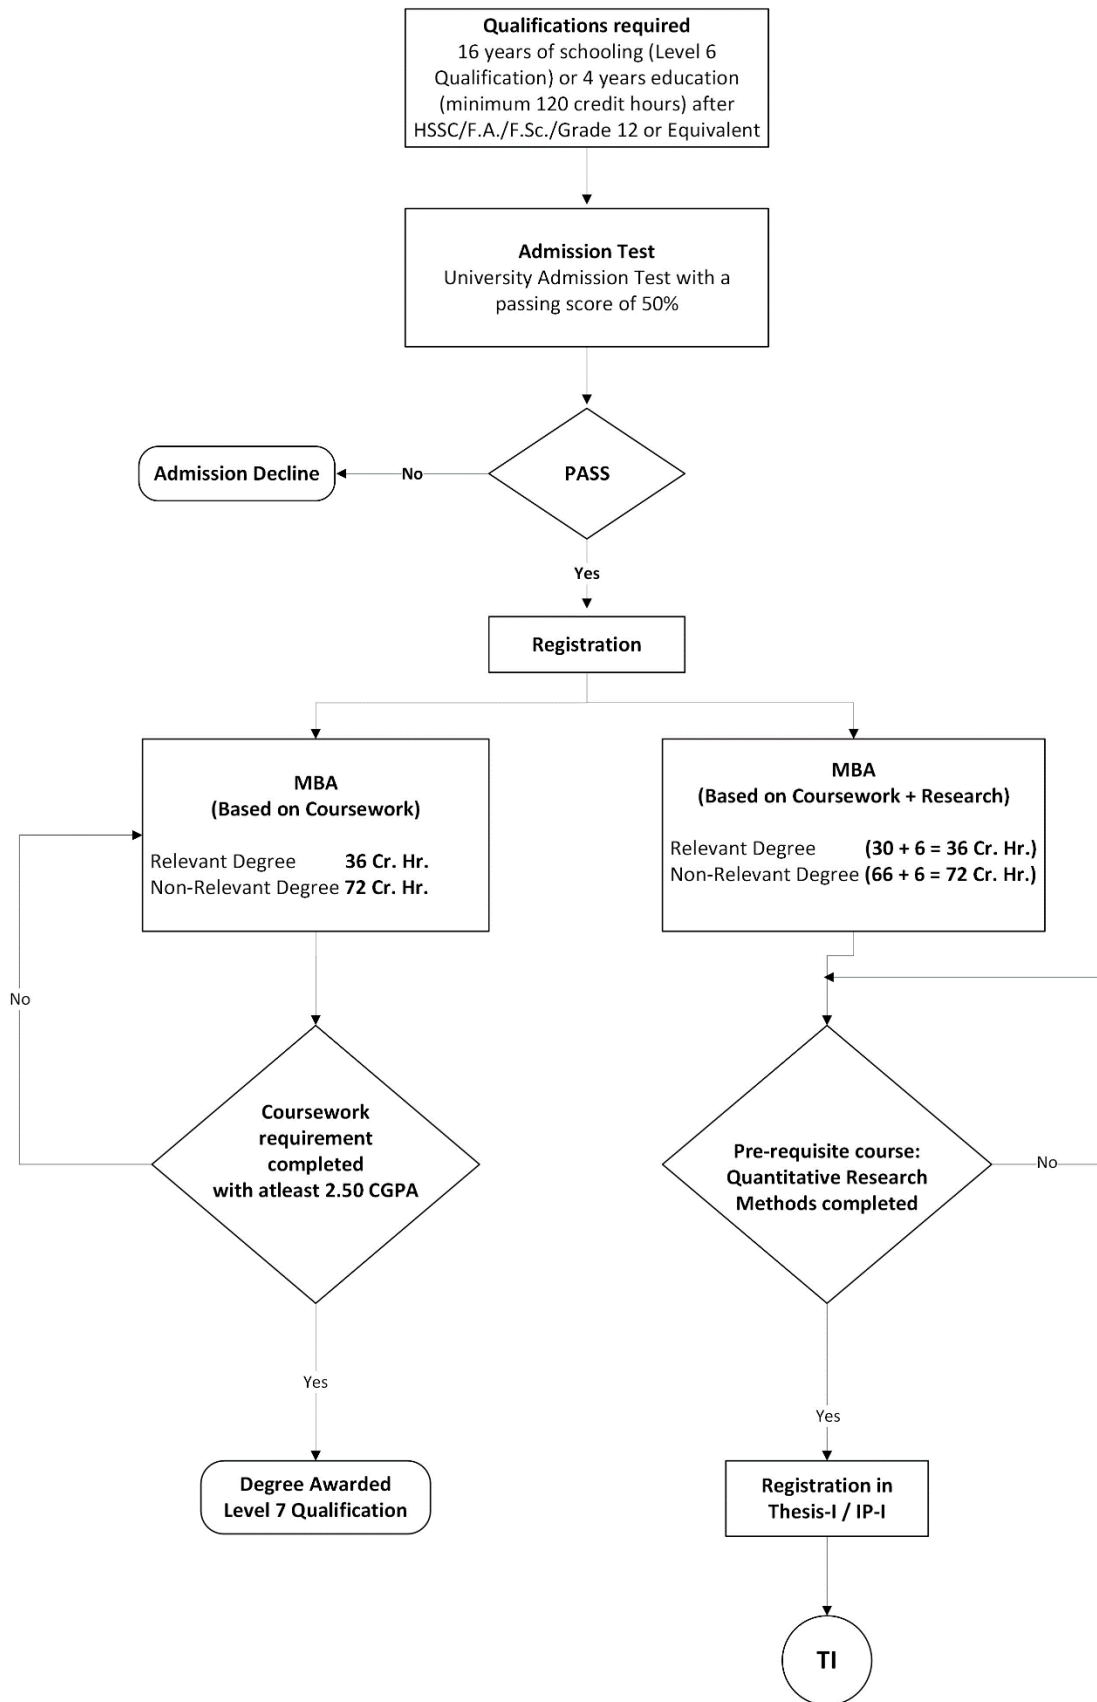 Qualifications required
16 years of schooling (Level 6
Qualification) or 4 years education
(minimum 120 credit hours) after
HSSC/F.A./F.Sc./Grade 12 or Equivalent
Admission Test
University Admission Test with a
passing score of 50%
Admission Decline
No
PASS
Yes
Registration
MBA
(Based on Coursework)
Relevant Degree 36 Cr. Hr.
Non-Relevant Degree 72 Cr. Hr.
MBA
(Based on Coursework + Research)
Relevant Degree (30 + 6 = 36 Cr. Hr.)
Non-Relevant Degree (66 + 6 = 72 Cr. Hr.)
No
Coursework
requirement
completed
with atleast 2.50 CGPA
Pre-requisite course:
Quantitative Research
Methods completed
No
Yes
Yes
Degree Awarded
Level 7 Qualification
Registration in
Thesis-I / IP-I
TI